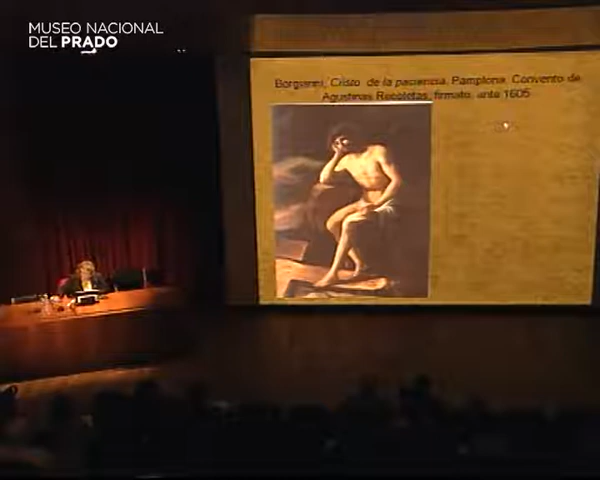 MUSEO NACIONAL
DEL PRADO
Borgianni, Cristo de la paciencia, Pamplona, Convento de
Agustinas Recoletas, firmato, ante 1605